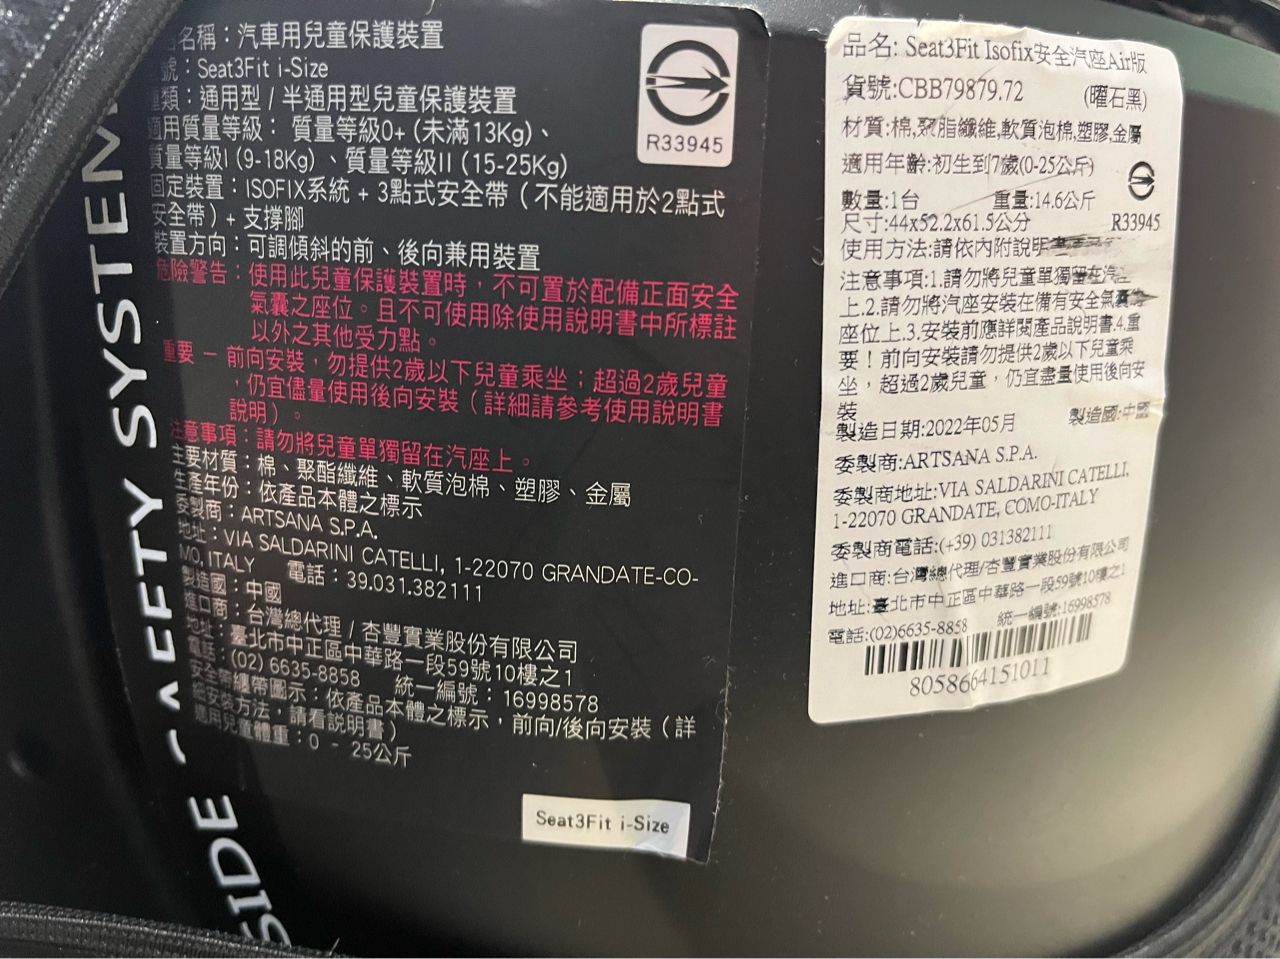 名稱：汽車用兒童保護裝置
號：Seat3Fit i-Size
類：通用型 / 半通用型兒童保護裝置
適用質量等級： 質量等級0+ (未滿13Kg)、
質量等級I (9-18Kg) 、質量等級II (15-25Kg)
固定裝置：ISOFIX系統 + 3點式安全帶（不能適用於2點式
安全帶）+ 支撐腳
裝置方向：可調傾斜的前、後向兼用裝置
危險警告：使用此兒童保護裝置時，不可置於配備正面安全
氣囊之座位。且不可使用除使用說明書中所標註
以外之其他受力點。
重要 — 前向安裝，勿提供2歲以下兒童乘坐；超過2歲兒童
，仍宜儘量使用後向安裝（詳細請參考使用說明書
說明）。
注意事項：請勿將兒童單獨留在汽座上。
主要材質：棉、聚酯纖維、軟質泡棉、塑膠、金屬
生產年份：依產品本體之標示
委製商：ARTSANA S.P.A.
地址：VIA SALDARINI CATELLI, 1-22070 GRANDATE-CO-
MO, ITALY 電話：39.031.382111
製造國：中國
進口商：台灣總代理 / 杏豐實業股份有限公司
地址：臺北市中正區中華路一段59號10樓之1
電話：(02) 6635-8858 統一編號：16998578
安全帶纏帶圖示：依產品本體之標示，前向/後向安裝（詳
細安裝方法，請看說明書）
適用兒童體重：0 - 25公斤
R33945
Seat3Fit i-Size
SIDE SAFETY SYSTEM
品名: Seat3Fit Isofix安全汽座Air版
貨號:CBB79879.72 (曜石黑)
材質:棉,聚脂纖維,軟質泡棉,塑膠,金屬
適用年齡:初生到7歲(0-25公斤)
數量:1台 重量:14.6公斤
尺寸:44x52.2x61.5公分 R33945
使用方法:請依內附說明
注意事項:1.請勿將兒童單獨留在汽座
上.2.請勿將汽座安裝在備有安全氣囊
座位上.3.安裝前應詳閱產品說明書.4.重
要！前向安裝請勿提供2歲以下兒童乘
坐，超過2歲兒童，仍宜盡量使用後向安
裝
製造日期:2022年05月 製造國:中國
委製商:ARTSANA S.P.A.
委製商地址:VIA SALDARINI CATELLI,
1-22070 GRANDATE, COMO-ITALY
委製商電話:(+39) 031382111
進口商:台灣總代理/杏豐實業股份有限公司
地址:臺北市中正區中華路一段59號10樓之1
電話:(02)6635-8858 統一編號:16998578
8058664151011